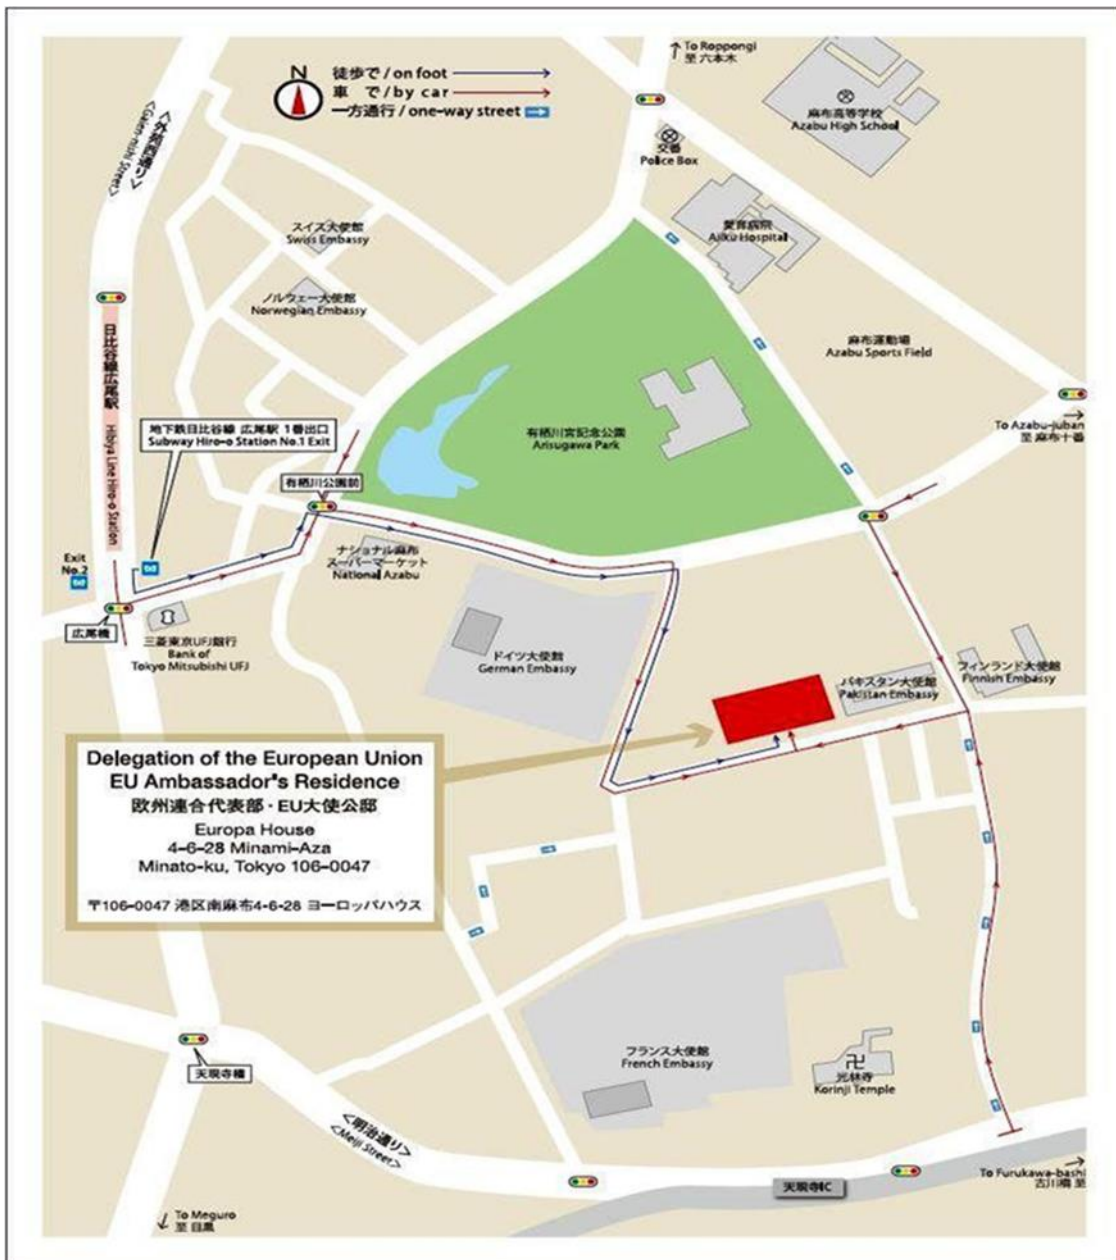 N
徒歩で / on foot
車 で / by car
一方通行 / one-way street
To Roppongi
至 六本木
麻布高等学校
Azabu High School
交番
Police Box
<外苑西通り>
<Gaien-nishi Street>
愛育病院
Aiiku Hospital
スイス大使館
Swiss Embassy
ノルウェー大使館
Norwegian Embassy
麻布運動場
Azabu Sports Field
日比谷線広尾駅 Hibiya Line Hiro-o Station
地下鉄日比谷線 広尾駅 1番出口
Subway Hiro-o Station No.1 Exit
有栖川宮記念公園
Arisugawa Park
To Azabu-juban
至 麻布十番
有栖川公園前
ナショナル麻布
スーパーマーケット
National Azabu
Exit
No.2
広尾橋
三菱東京UFJ銀行
Bank of
Tokyo Mitsubishi UFJ
ドイツ大使館
German Embassy
パキスタン大使館
Pakistan Embassy
フィンランド大使館
Finnish Embassy
Delegation of the European Union
EU Ambassador's Residence
欧州連合代表部・EU大使公邸
Europa House
4-6-28 Minami-Aza
Minato-ku, Tokyo 106-0047
〒106-0047 港区南麻布4-6-28 ヨーロッパハウス
フランス大使館
French Embassy
卍
光林寺
Korinji Temple
天現寺橋
<明治通り>
<Meiji Street>
天現寺IC
To Furukawa-bashi
古川橋 至
To Meguro
至 目黒